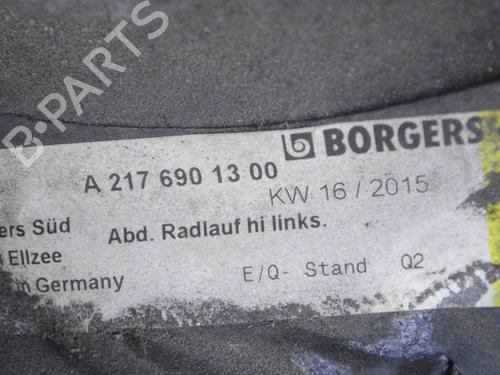 B-PARTS
BORGERS
A 217 690 13 00
KW 16 / 2015
ers Süd
Abd. Radlauf hi links.
Ellzee
in Germany
E/Q- Stand Q2